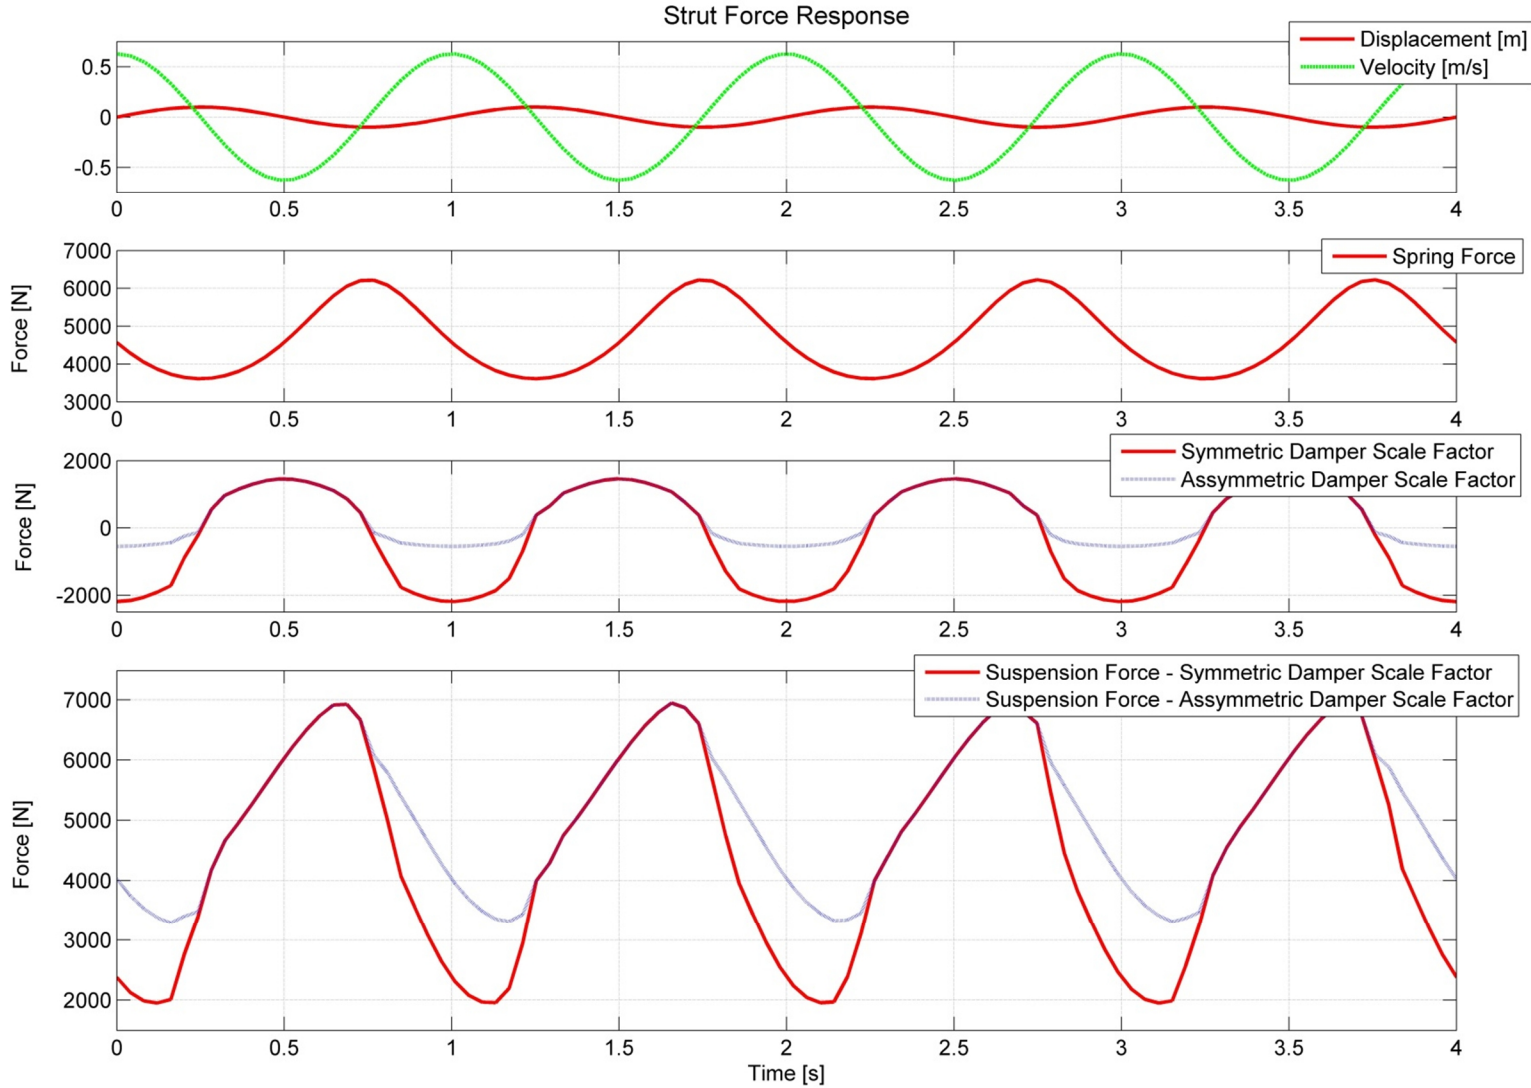 Strut Force Response
Displacement [m]
Velocity [m/s]
0.5
0
-0.5
0 0.5 1 1.5 2 2.5 3 3.5 4
Spring Force
Force [N]
7000
6000
5000
4000
3000
0 0.5 1 1.5 2 2.5 3 3.5 4
Symmetric Damper Scale Factor
Assymmetric Damper Scale Factor
Force [N]
2000
0
-2000
0 0.5 1 1.5 2 2.5 3 3.5 4
Suspension Force - Symmetric Damper Scale Factor
Suspension Force - Assymmetric Damper Scale Factor
Force [N]
7000
6000
5000
4000
3000
2000
0 0.5 1 1.5 2 2.5 3 3.5 4
Time [s]